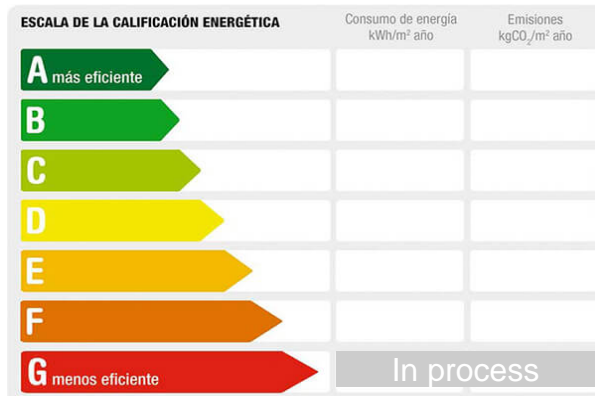 ESCALA DE LA CALIFICACIÓN ENERGÉTICA
Consumo de energía
kWh/m² año
Emisiones
kgCO₂/m² año
A más eficiente
B
C
D
E
F
G menos eficiente
In process